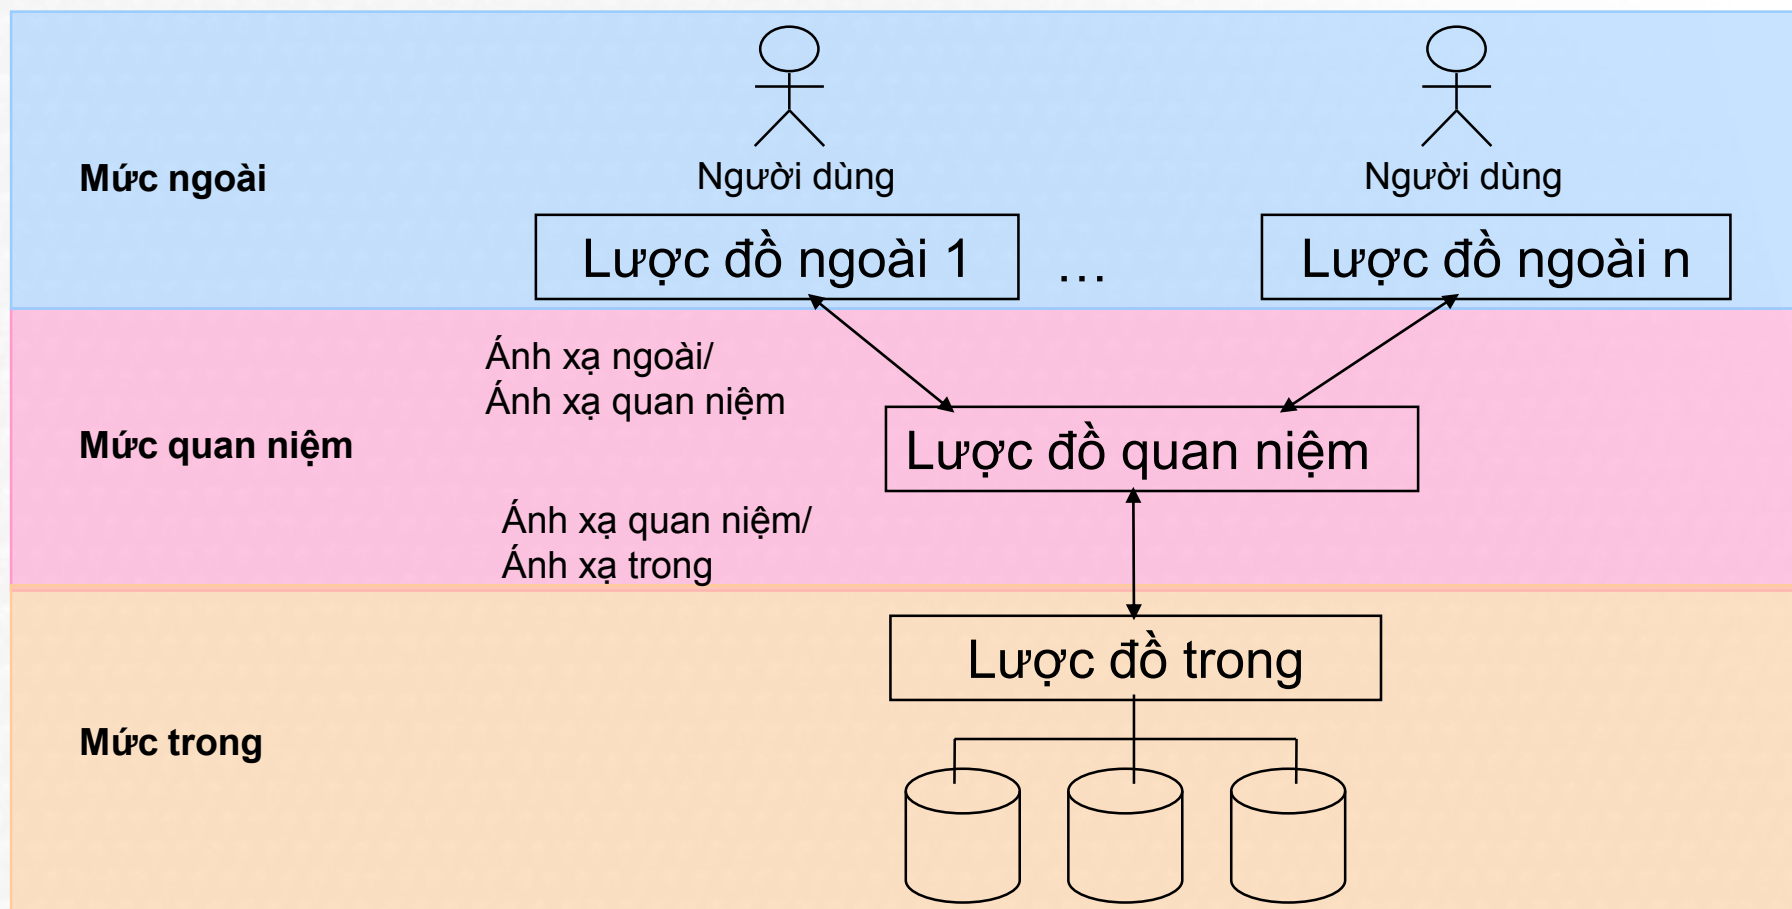 Người dùng
Người dùng
Mức ngoài
Lược đồ ngoài 1
...
Lược đồ ngoài n
Ánh xạ ngoài/
Ánh xạ quan niệm
Mức quan niệm
Lược đồ quan niệm
Ánh xạ quan niệm/
Ánh xạ trong
Lược đồ trong
Mức trong